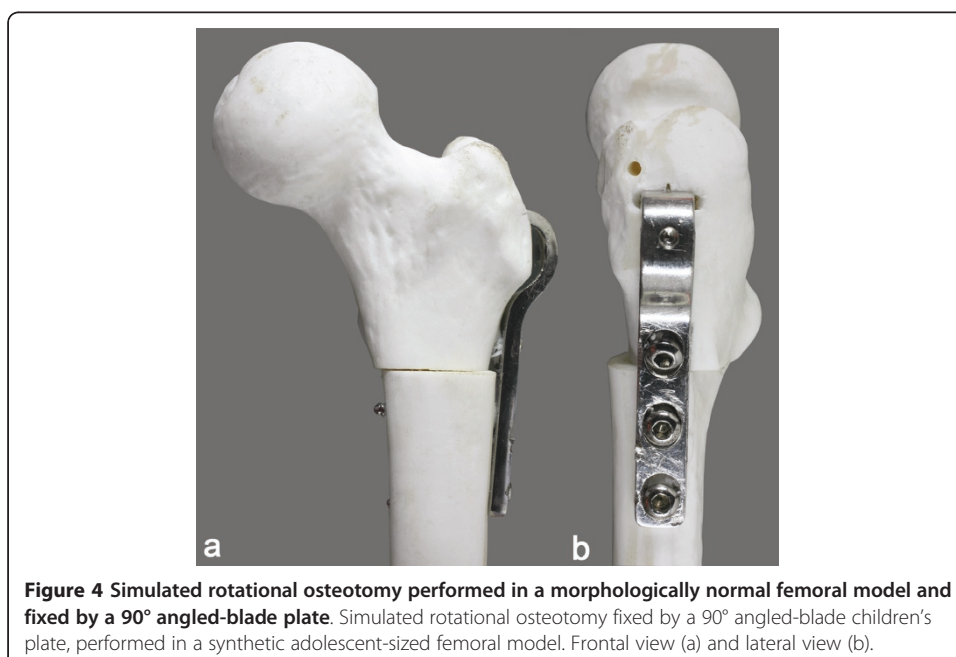 a
b
Figure 4 Simulated rotational osteotomy performed in a morphologically normal femoral model and
fixed by a 90° angled-blade plate. Simulated rotational osteotomy fixed by a 90° angled-blade children's
plate, performed in a synthetic adolescent-sized femoral model. Frontal view (a) and lateral view (b).